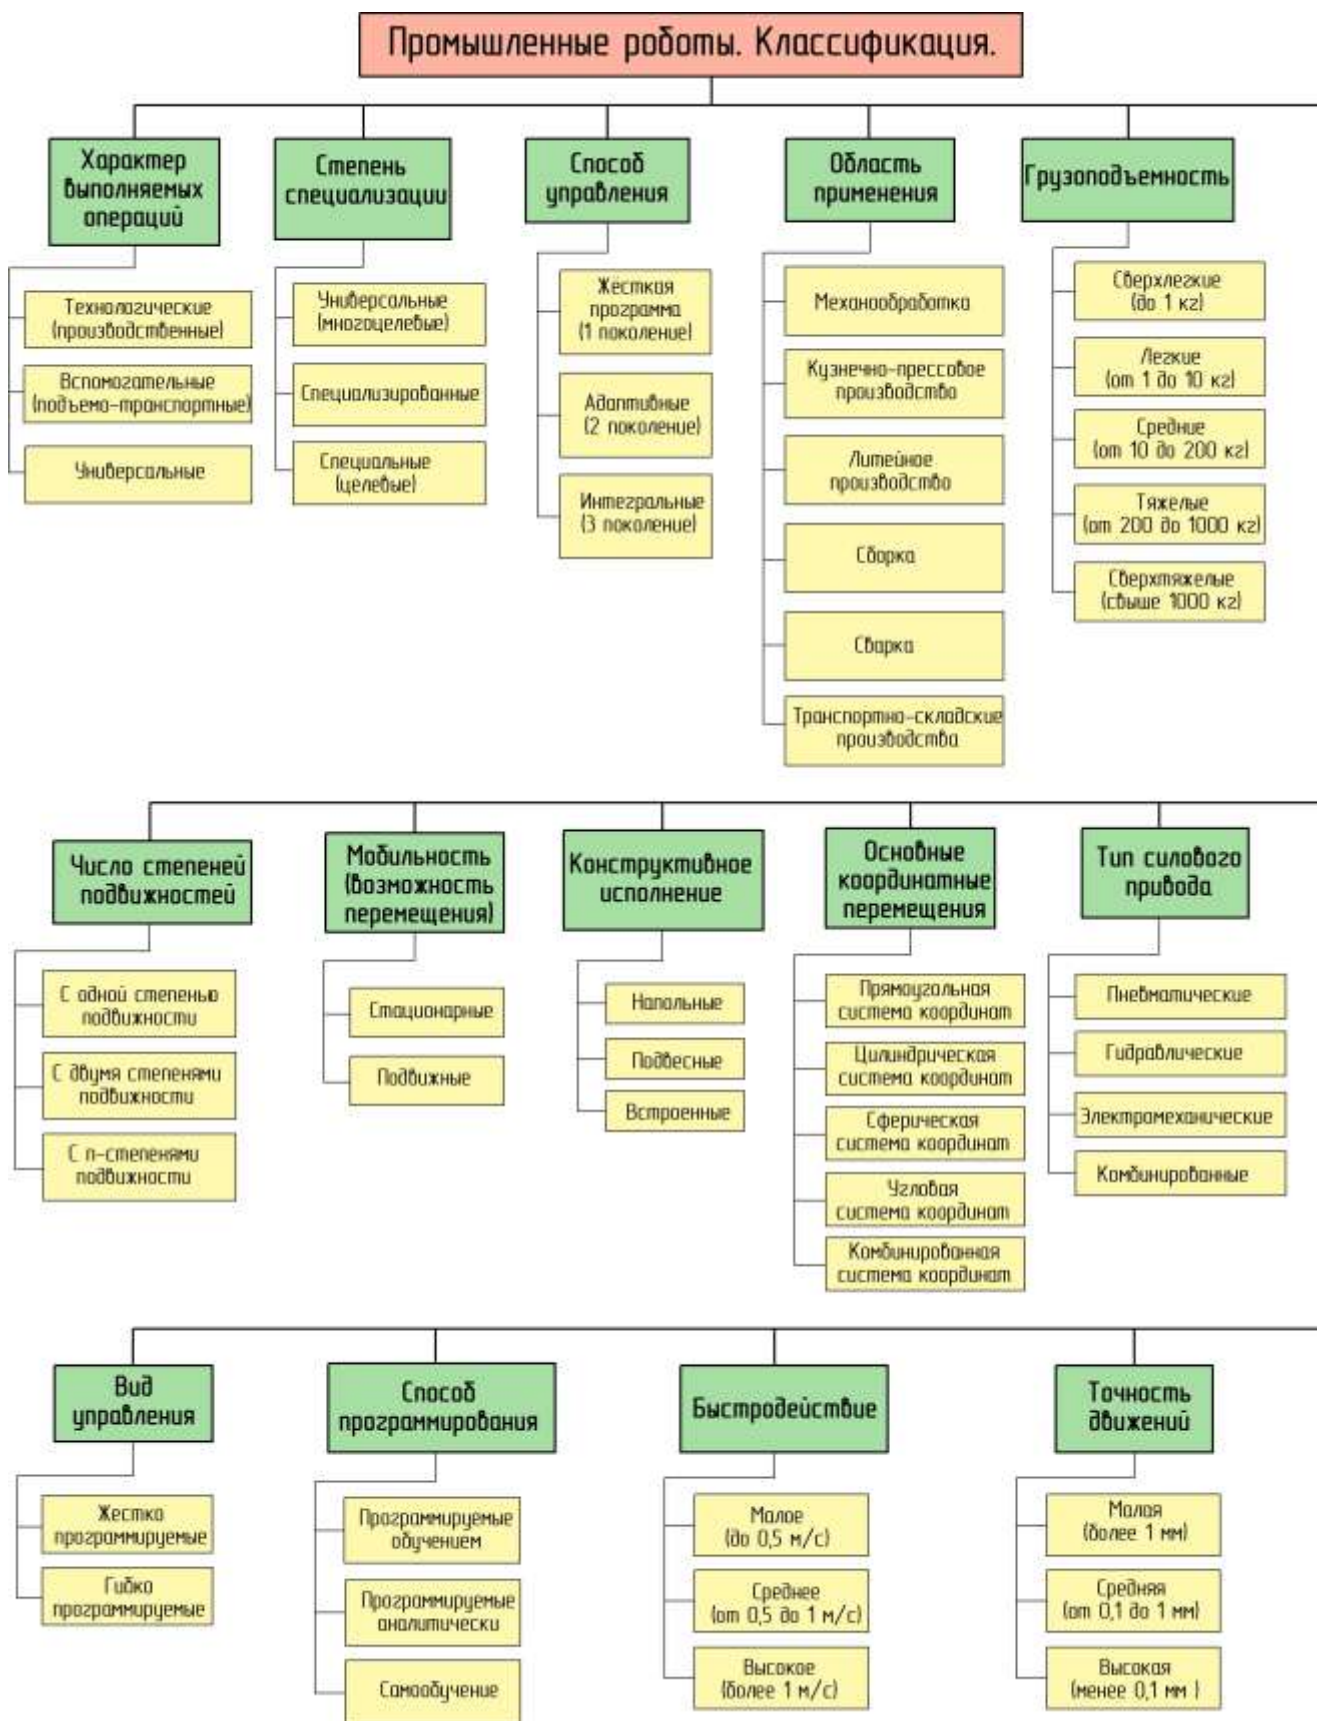 Промышленные роботы. Классификация.
Характер
выполняемых
операций
Технологические
(производственные)
Вспомогательные
(подъемо-транспортные)
Универсальные
Степень
специализации
Универсальные
(многоцелевые)
Специализированные
Специальные
(целевые)
Способ
управления
Жёсткая
программа
(1 поколение)
Адаптивные
(2 поколение)
Интегральные
(3 поколение)
Область
применения
Механообработка
Кузнечно-прессовое
производство
Литейное
производство
Сборка
Сварка
Транспортно-складские
производства
Грузоподъемность
Сверхлегкие
(до 1 кг)
Легкие
(от 1 до 10 кг)
Средние
(от 10 до 200 кг)
Тяжелые
(от 200 до 1000 кг)
Сверхтяжелые
(свыше 1000 кг)
Число степеней
подвижностей
С одной степенью
подвижности
С двумя степенями
подвижности
С n-степенями
подвижности
Мобильность
(возможность
перемещения)
Стационарные
Подвижные
Конструктивное
исполнение
Напольные
Подвесные
Встроенные
Основные
координатные
перемещения
Прямоугольная
система координат
Цилиндрическая
система координат
Сферическая
система координат
Угловая
система координат
Комбинированная
система координат
Тип силового
привода
Пневматические
Гидравлические
Электромеханические
Комбинированные
Вид
управления
Жестко
программируемые
Гибко
программируемые
Способ
программирования
Программируемые
обучением
Программируемые
аналитически
Самообучение
Быстродействие
Малое
(до 0,5 м/с)
Среднее
(от 0,5 до 1 м/с)
Высокое
(более 1 м/с)
Точность
движений
Малая
(более 1 мм)
Средняя
(от 0,1 до 1 мм)
Высокая
(менее 0,1 мм )